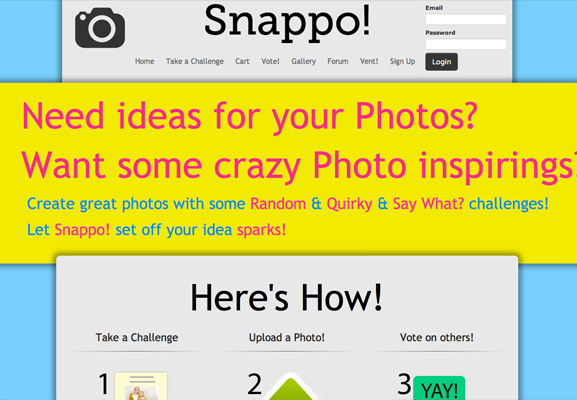 Snappo!
Email
Password
Home Take a Challenge Cart Vote! Gallery Forum Vent! Sign Up Login
Need ideas for your Photos?
Want some crazy Photo inspirings?
Create great photos with some Random & Quirky & Say What? challenges!
Let Snappo! set off your idea sparks!
Here's How!
Take a Challenge Upload a Photo! Vote on others!
1 2 3 YAY!